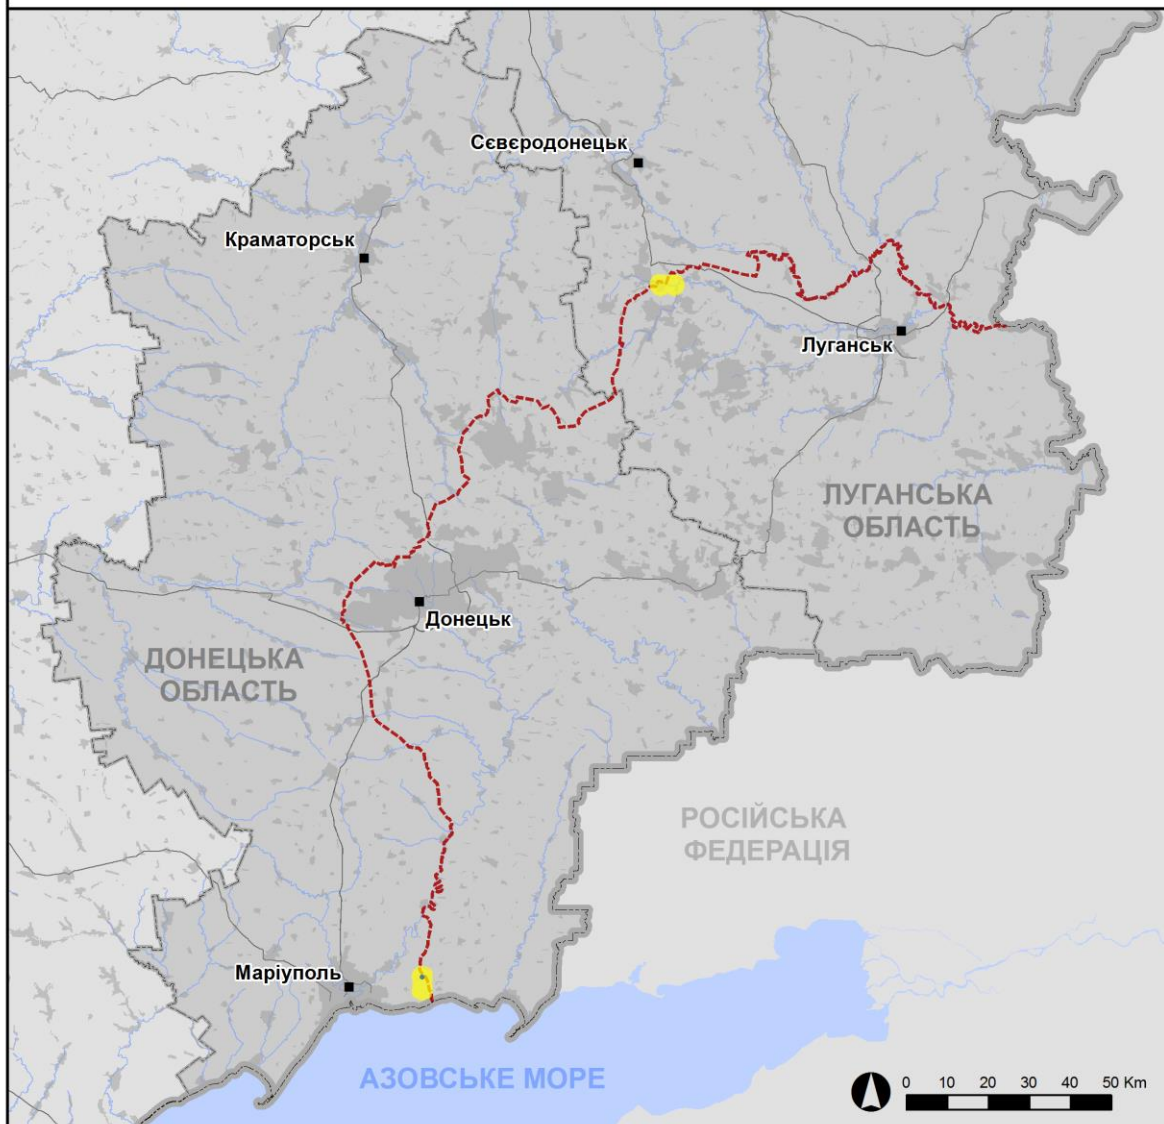 Сєвєродонецьк
Краматорськ
Луганськ
ЛУГАНСЬКА
ОБЛАСТЬ
Донецьк
ДОНЕЦЬКА
ОБЛАСТЬ
РОСІЙСЬКА
ФЕДЕРАЦІЯ
Маріуполь
АЗОВСЬКЕ МОРЕ
0 10 20 30 40 50 Km